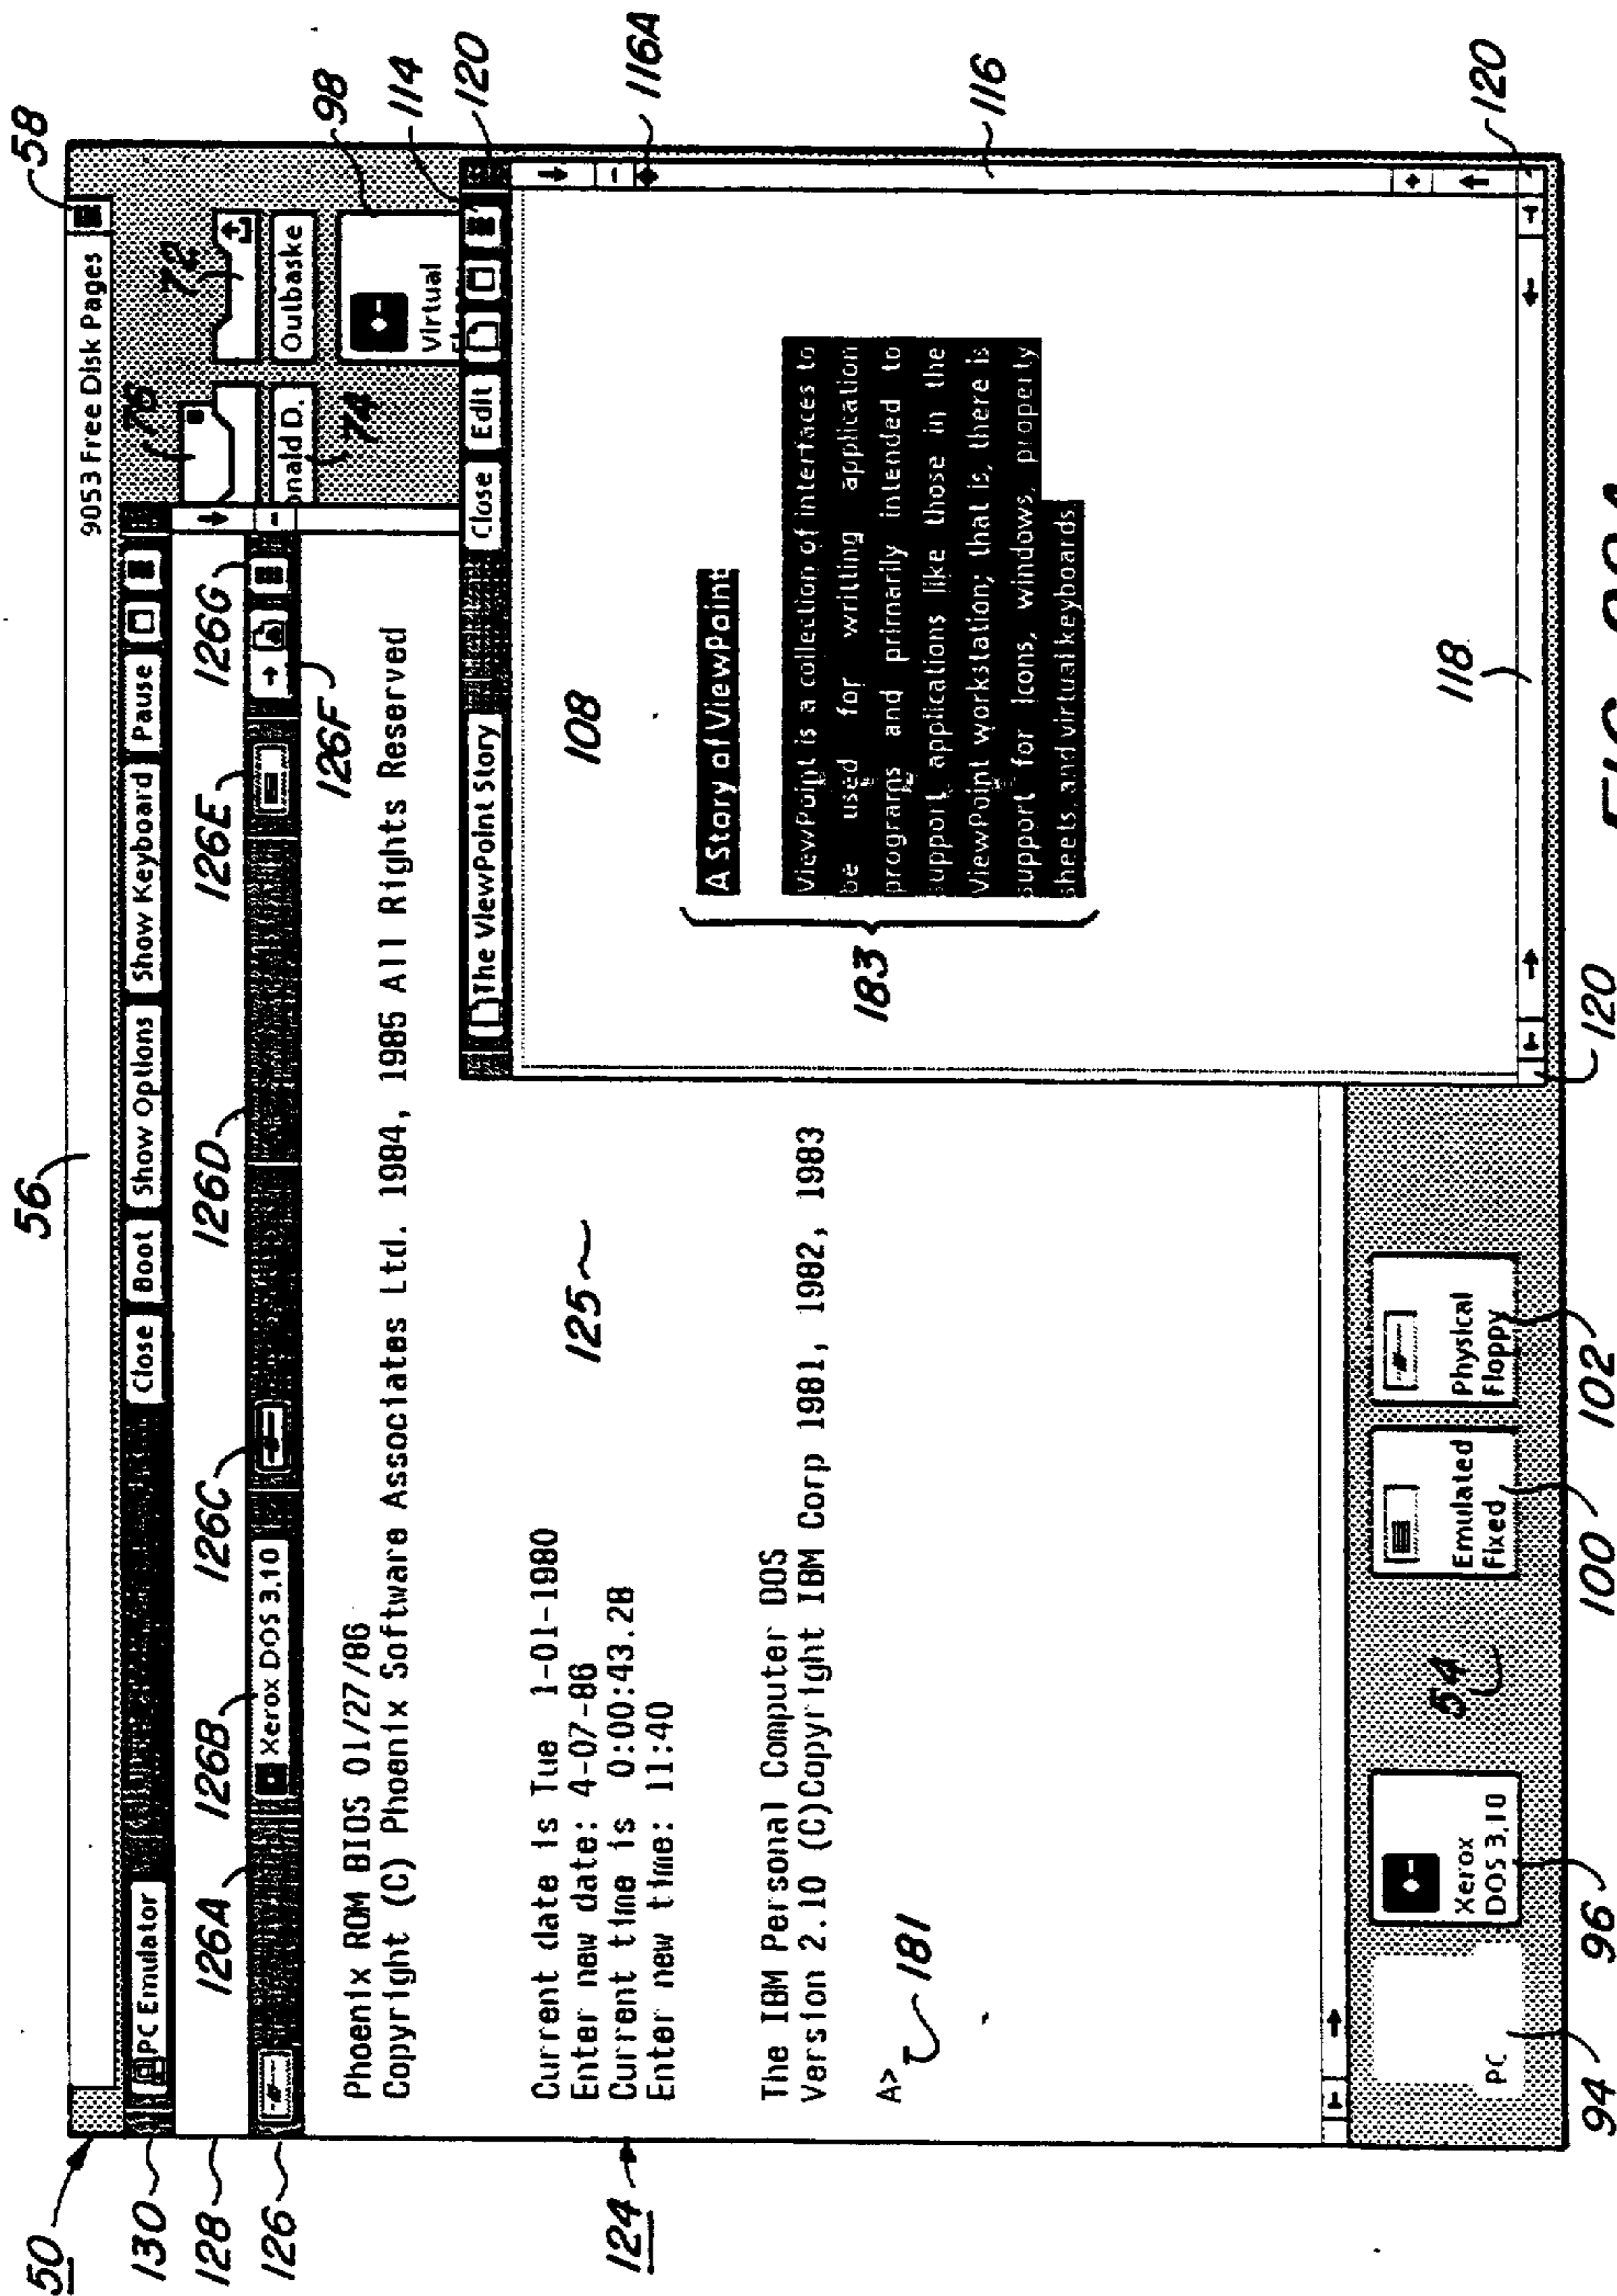 56
50
58
9053 Free Disk Pages
130
PC Emulator
Close
Boot
Show Options
Show Keyboard
Pause
76
72
128
126A
126B
126C
126D
126E
126G
126
Xerox DOS 3.10
126F
onald D.
Outbaske
74
98
Virtual
114
120
Phoenix ROM BIOS 01/27/86
Copyright (C) Phoenix Software Associates Ltd. 1984, 1985 All Rights Reserved
The ViewPoint Story
Close
Edit
116A
Current date is Tue 1-01-1980
Enter new date: 4-07-86
Current time is 0:00:43.28
Enter new time: 11:40
125
124
108
The IBM Personal Computer DOS
Version 2.10 (C)Copyright IBM Corp 1981, 1982, 1983
A>
181
A Story of ViewPoint
ViewPoint is a collection of interfaces to
be used for writting application
programs and primarily intended to
support applications like those in the
ViewPoint workstation; that is, there is
support for icons, windows, property
sheets and virtual keyboards
183
116
118
120
120
PC
Xerox
DOS 3.10
54
Emulated
Fixed
Physical
Floppy
94
96
100
102